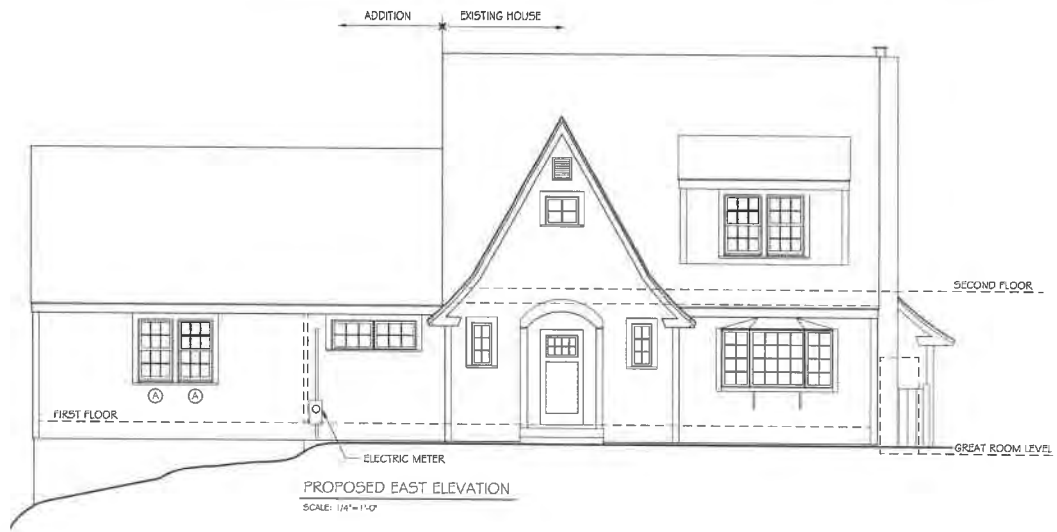 ADDITION
EXISTING HOUSE
SECOND FLOOR
A
A
FIRST FLOOR
ELECTRIC METER
GREAT ROOM LEVEL
PROPOSED EAST ELEVATION
SCALE: 1/4"=1'-0"